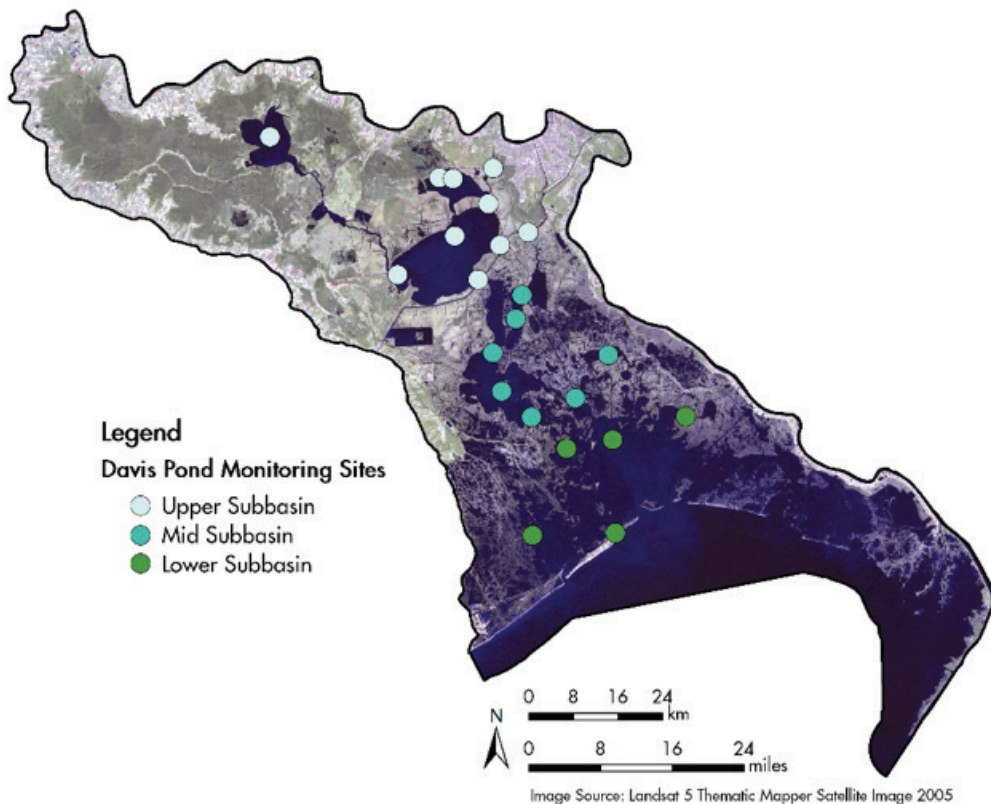 Legend
Davis Pond Monitoring Sites
Upper Subbasin
Mid Subbasin
Lower Subbasin
N
0 8 16 24
km
0 8 16 24
miles
Image Source: Landsat 5 Thematic Mapper Satellite Image 2005